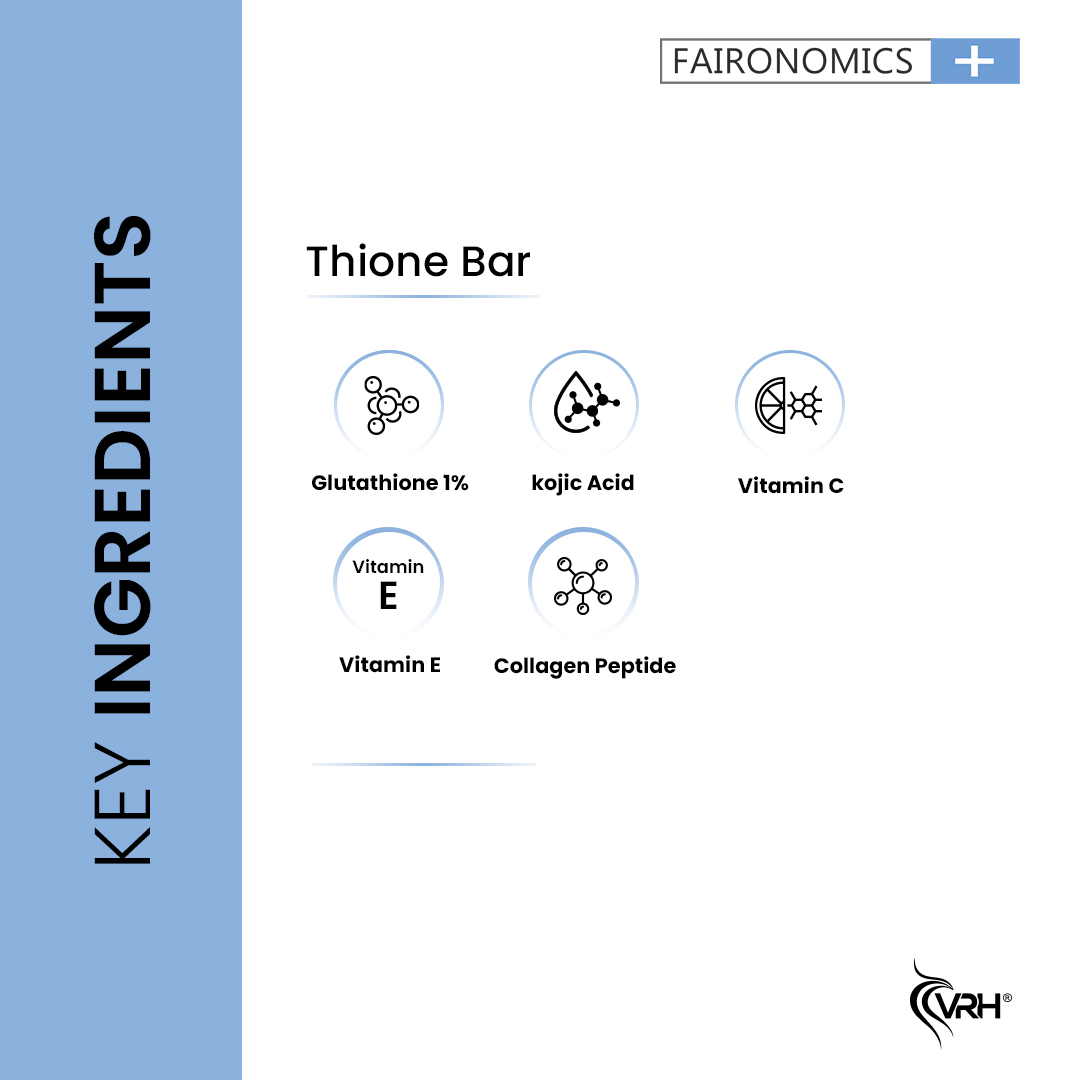 FAIRONOMICS +
KEY INGREDIENTS
Thione Bar
Glutathione 1%
kojic Acid
Vitamin C
Vitamin
E
Vitamin E
Collagen Peptide
VRH®